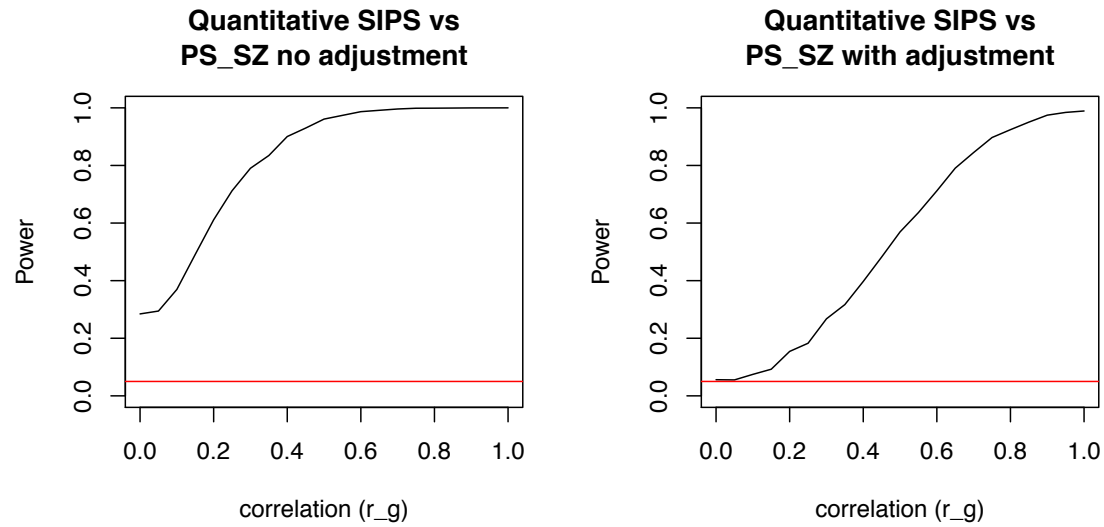 Quantitative SIPS vs
PS_SZ no adjustment
Power
0.0 0.2 0.4 0.6 0.8 1.0
0.0 0.2 0.4 0.6 0.8 1.0
correlation (r_g)
Quantitative SIPS vs
PS_SZ with adjustment
Power
0.0 0.2 0.4 0.6 0.8 1.0
0.0 0.2 0.4 0.6 0.8 1.0
correlation (r_g)